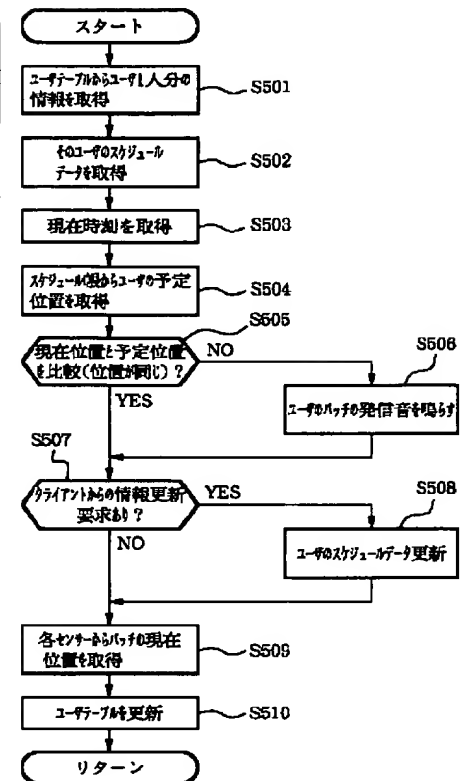 スタート
ユーザテーブルからユーザ1人分の
情報を取得
S501
そのユーザのスケジュール
データを取得
S502
現在時刻を取得
S503
スケジュール表からユーザの予定
位置を取得
S504
S505
現在位置と予定位置
を比較(位置が同じ)?
NO
YES
S506
ユーザのバッチの発信音を鳴らす
S507
クライアントからの情報更新
要求あり?
YES
NO
S508
ユーザのスケジュールデータ更新
各センサーからバッチの現在
位置を取得
S509
ユーザテーブルを更新
S510
リターン